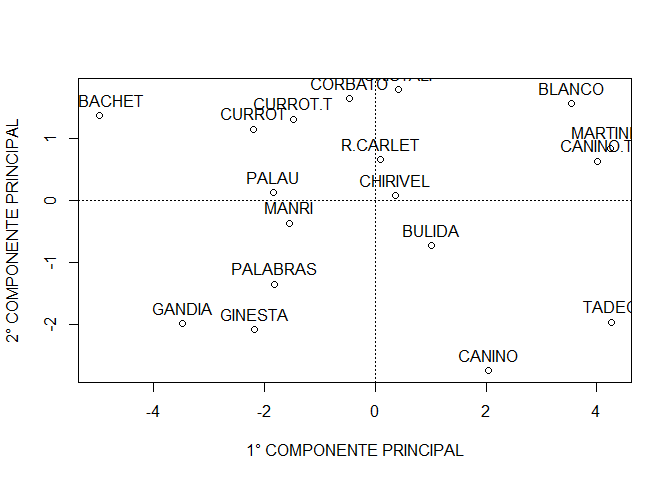 CORBATO
BLANCO
BACHET
CURROT.T
CURROT
MARTINI
CANINO.T
R.CARLET
PALAU
CHIRIVEL
MANRI
BULIDA
PALABRAS
GANDIA
GINESTA
TADEO
CANINO
1
0
-1
-2
-4
-2
0
2
4
2° COMPONENTE PRINCIPAL
1° COMPONENTE PRINCIPAL